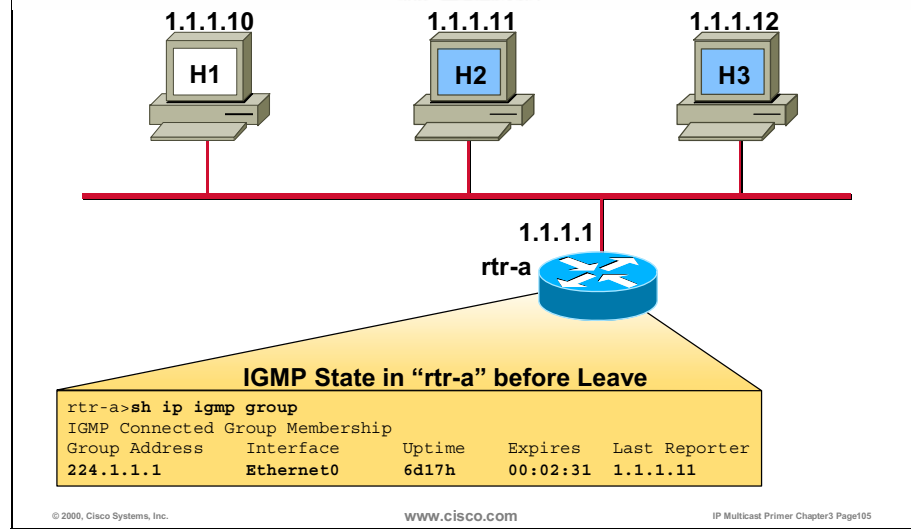 1.1.1.10 1.1.1.11 1.1.1.12
H1 H2 H3
1.1.1.1
rtr-a
IGMP State in “rtr-a” before Leave
rtr-a>sh ip igmp group
IGMP Connected Group Membership
Group Address Interface Uptime Expires Last Reporter
224.1.1.1 Ethernet0 6d17h 00:02:31 1.1.1.11
© 2000, Cisco Systems, Inc. www.cisco.com IP Multicast Primer Chapter3 Page105